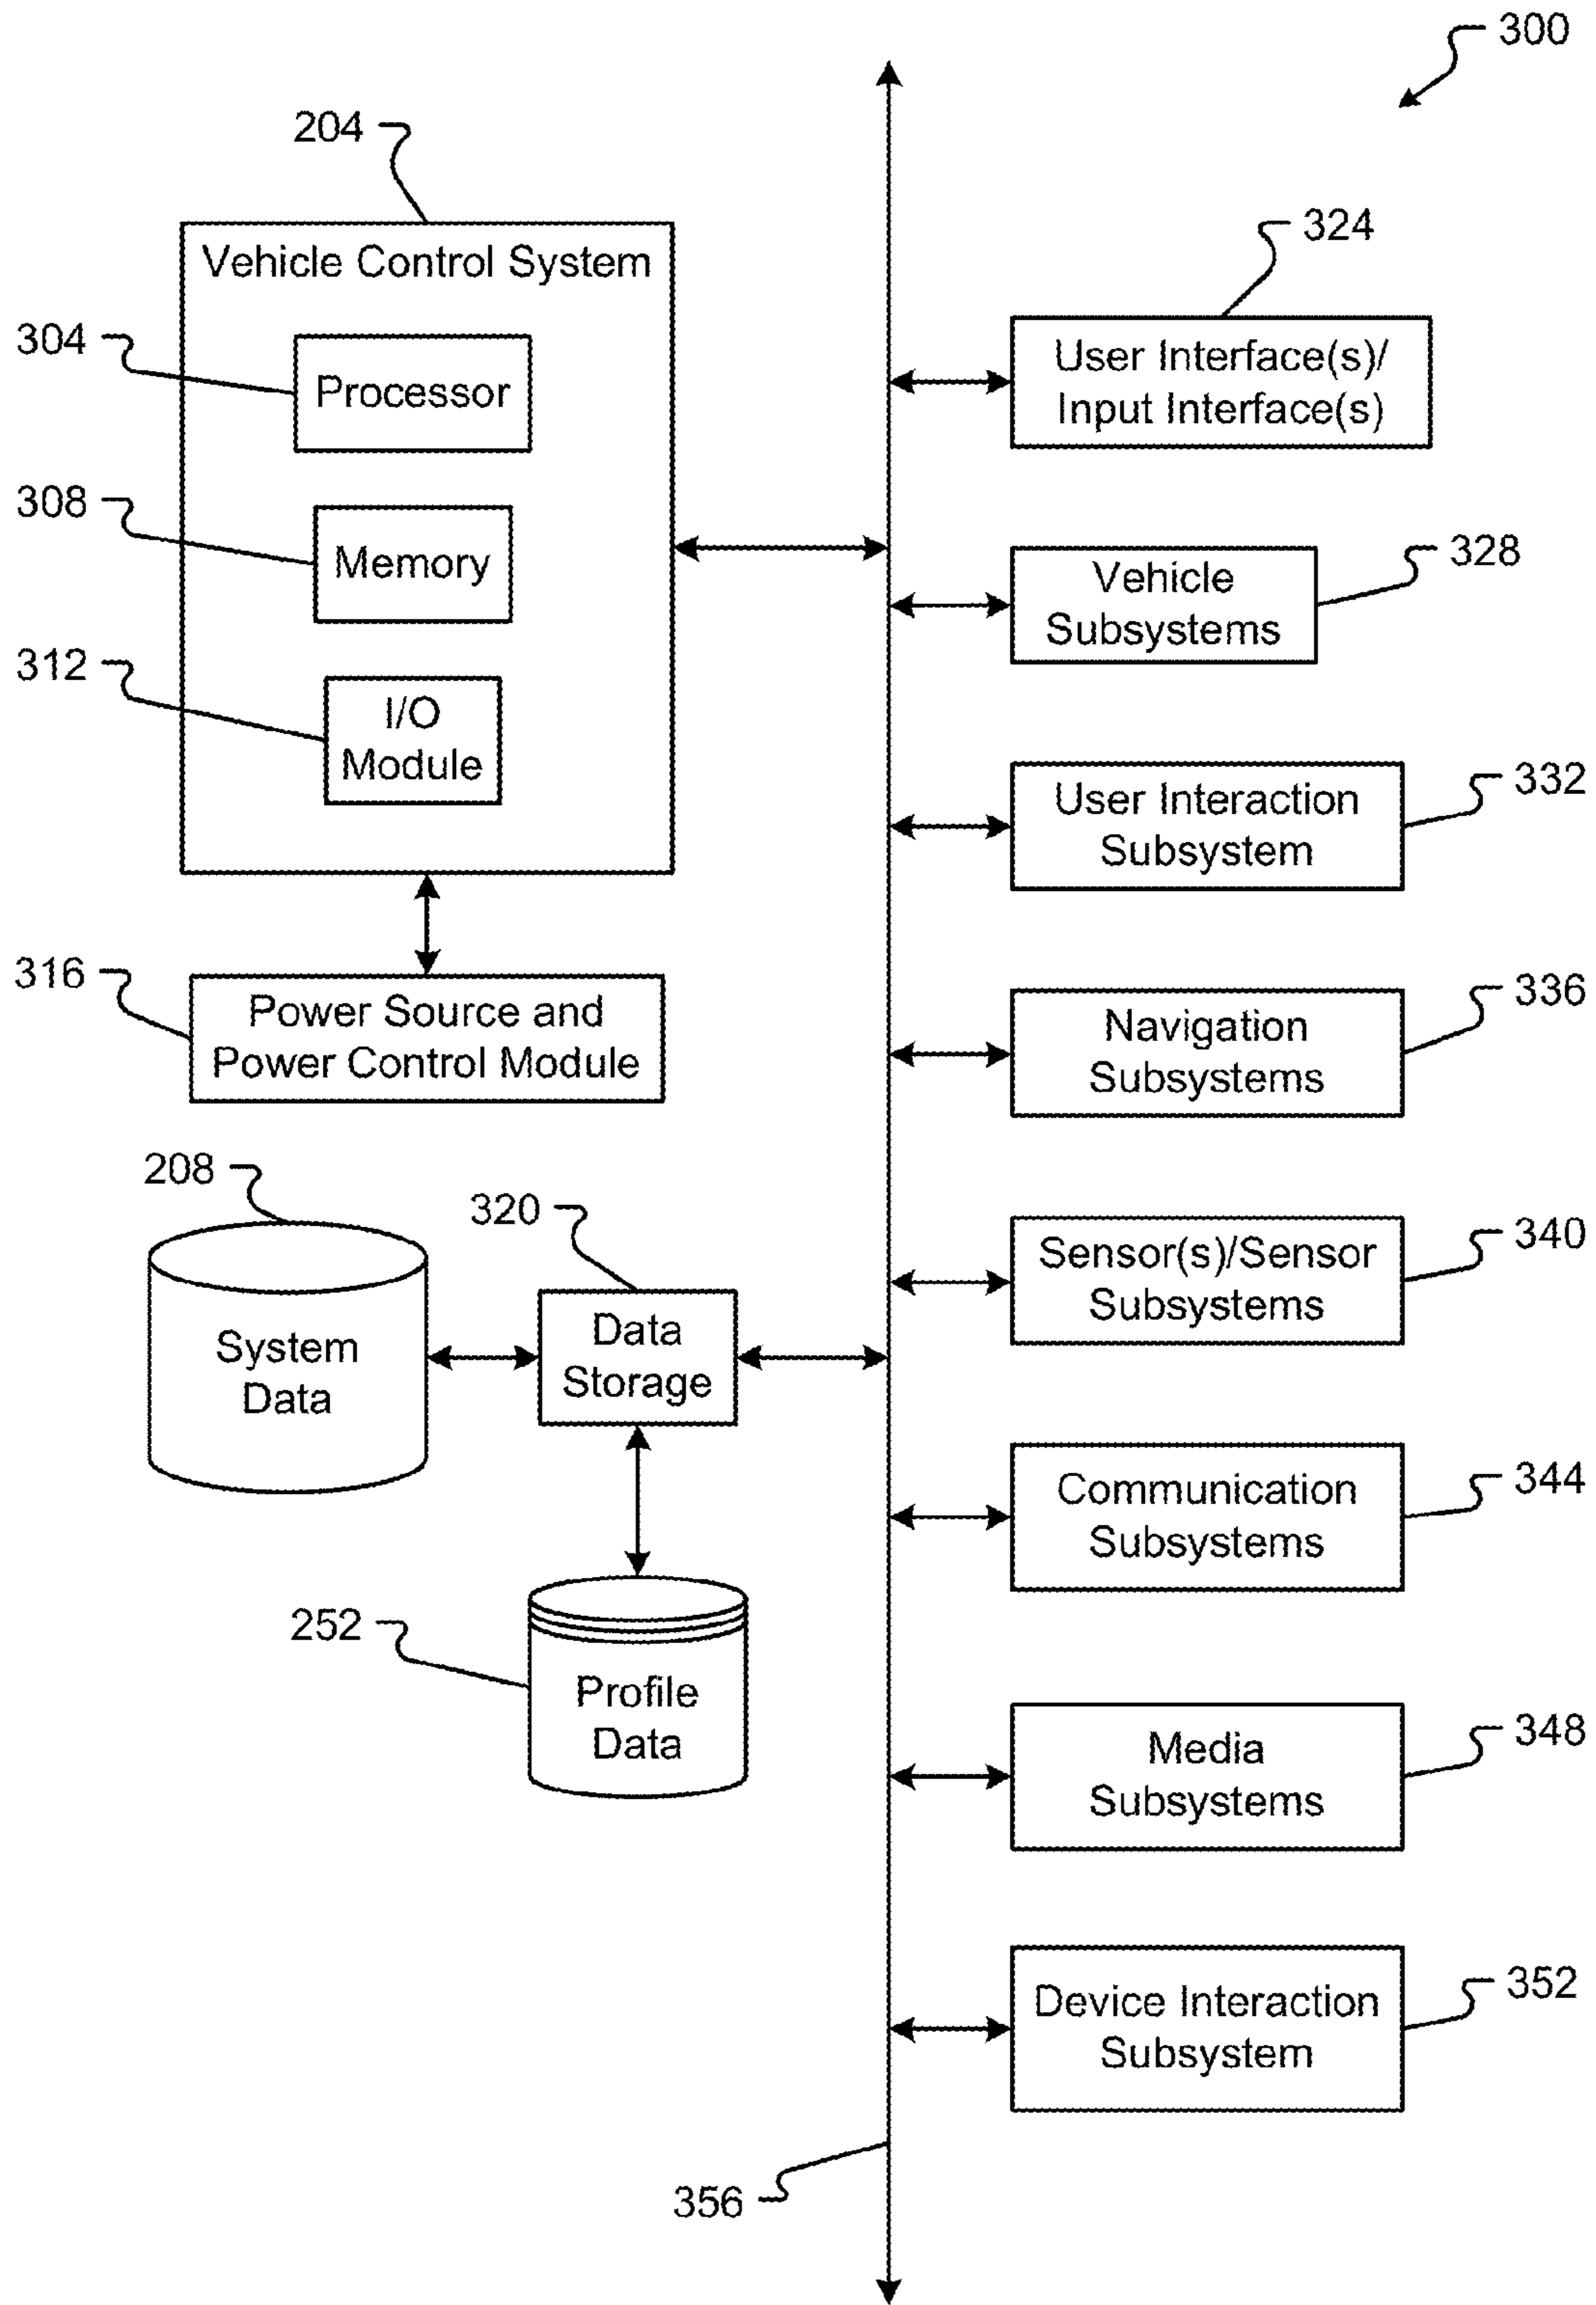 300
204
Vehicle Control System
304
Processor
308
Memory
312
I/O
Module
316
Power Source and
Power Control Module
208
System
Data
320
Data
Storage
252
Profile
Data
324
User Interface(s)/
Input Interface(s)
328
Vehicle
Subsystems
332
User Interaction
Subsystem
336
Navigation
Subsystems
340
Sensor(s)/Sensor
Subsystems
344
Communication
Subsystems
348
Media
Subsystems
352
Device Interaction
Subsystem
356